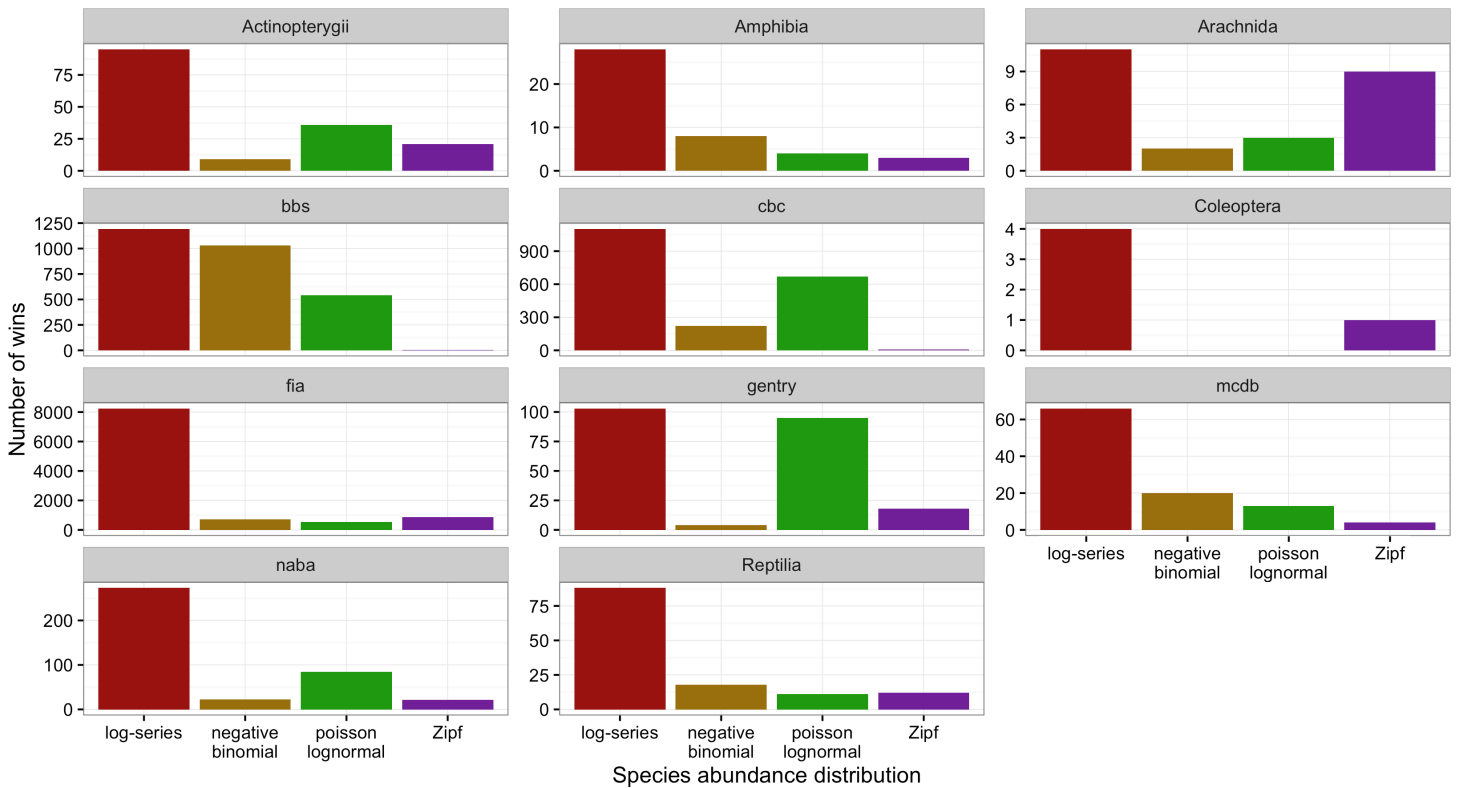 Actinopterygii
Amphibia
Arachnida
75
50
25
0
20
10
0
9
6
3
0
bbs
cbc
Coleoptera
1250
1000
750
500
250
0
900
600
300
0
4
3
2
1
0
fia
gentry
mcdb
8000
6000
4000
2000
0
100
75
50
25
0
60
40
20
0
log-series
negative
binomial
poisson
lognormal
Zipf
naba
Reptilia
200
100
0
75
50
25
0
log-series
negative
binomial
poisson
lognormal
Zipf
log-series
negative
binomial
poisson
lognormal
Zipf
Number of wins
Species abundance distribution